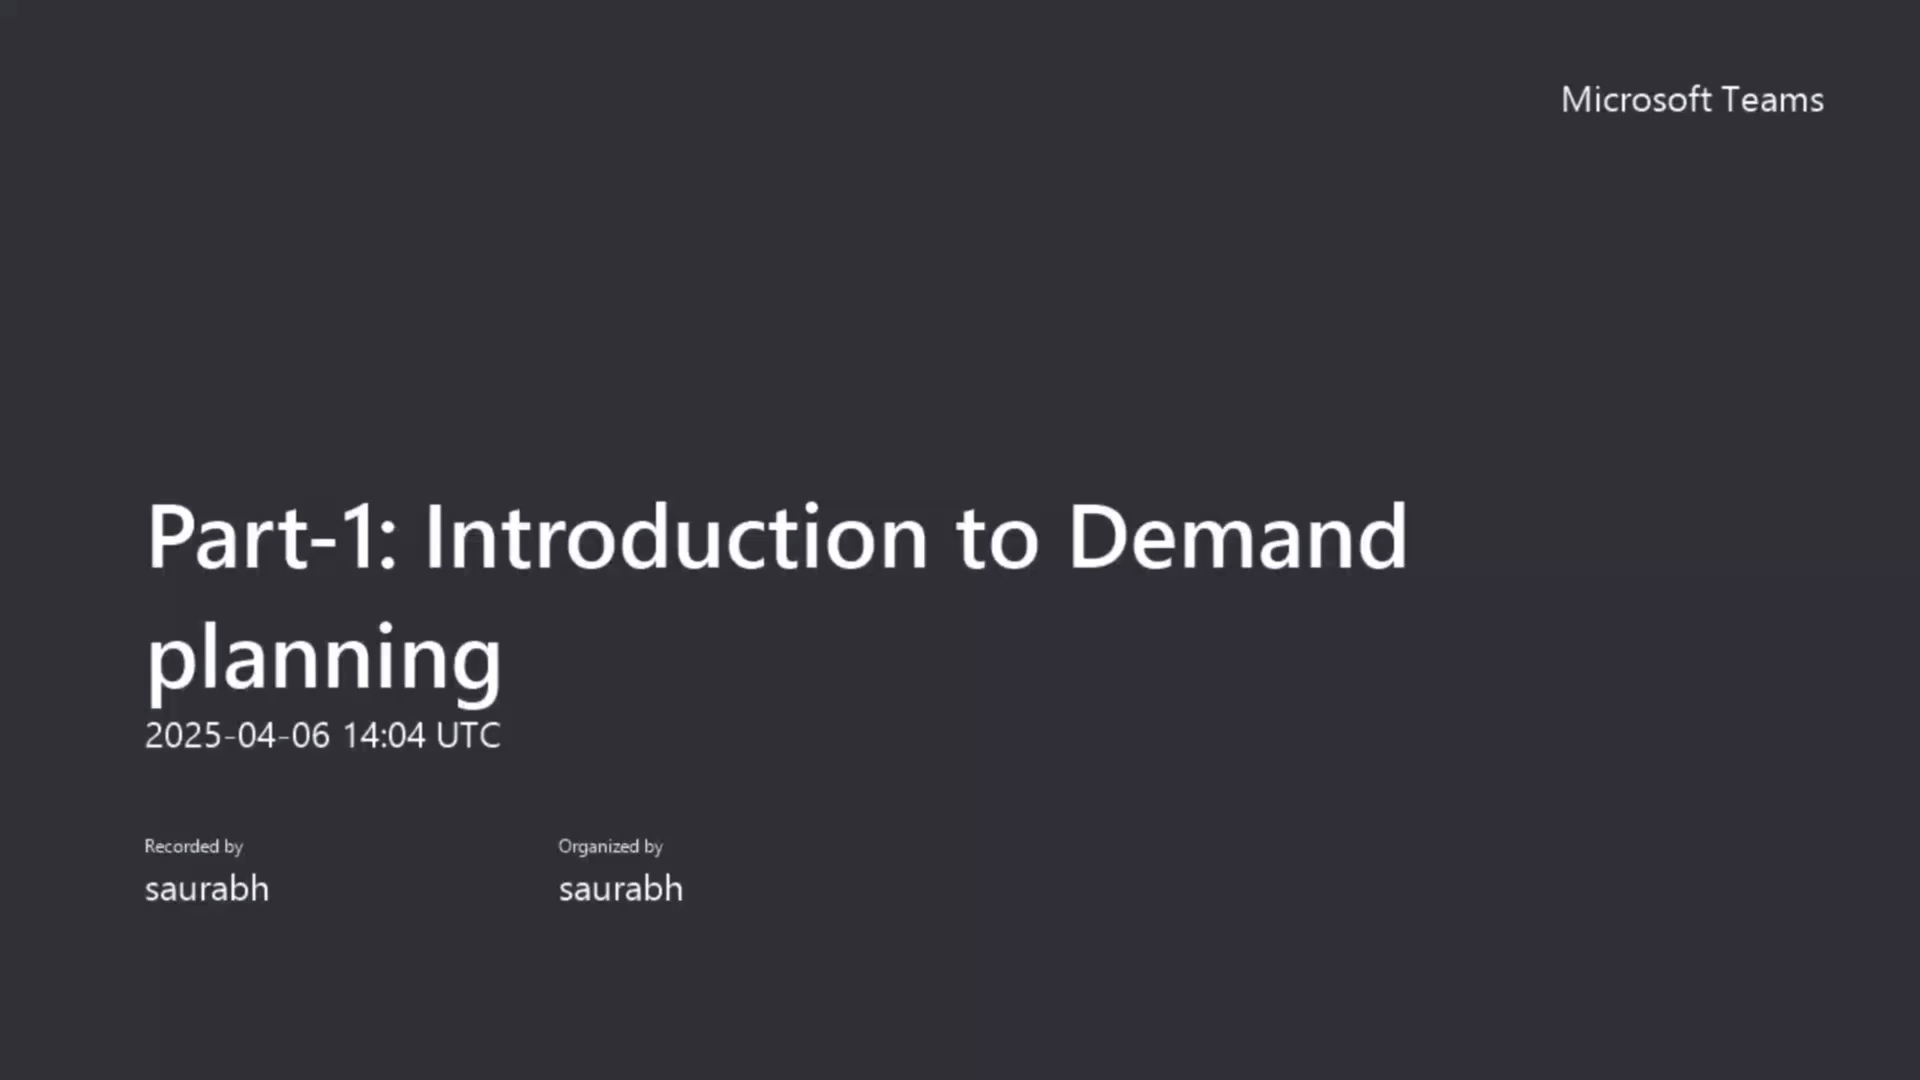 Microsoft Teams
Part-1: Introduction to Demand
planning
2025-04-06 14:04 UTC
Recorded by
saurabh
Organized by
saurabh